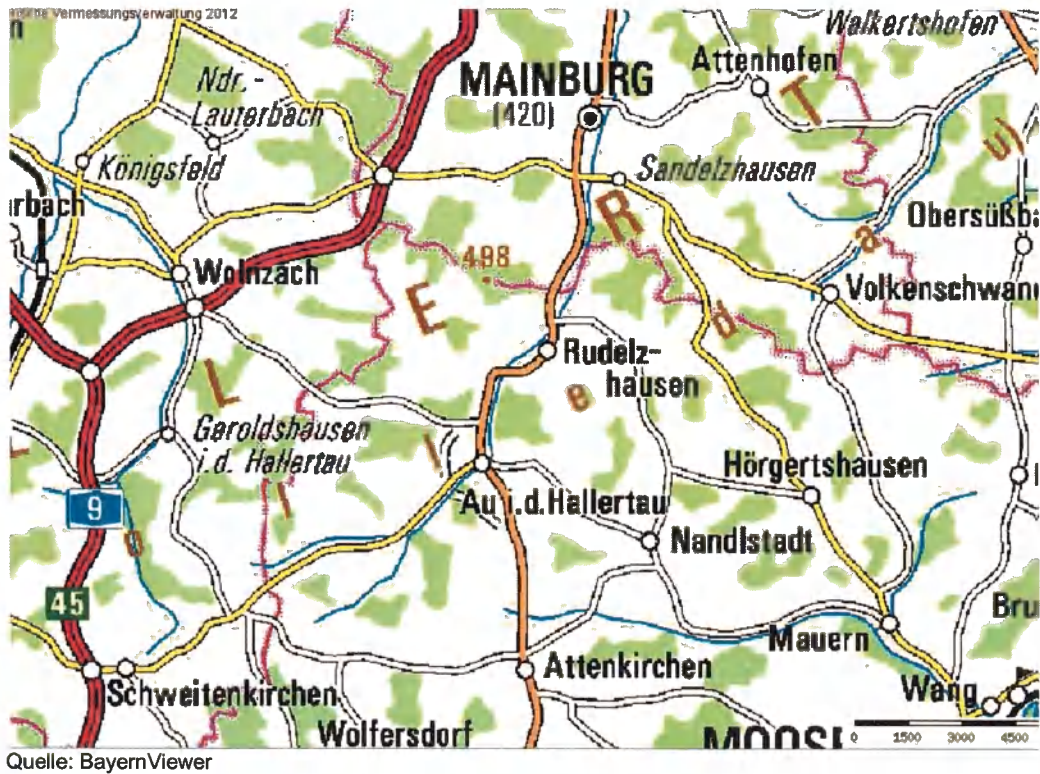 Vermessungsverwaltung 2012
Walkertshofen
Attenhofen
MAINBURG
(420)
Ndr.-
Lauterbach
Königsfeld
Sandelzhausen
rbach
Obersüßba
Wolnzach
498
Volkenschwan
Rudelz-
hausen
Geroldshausen
i.d. Hallertau
Hörgertshausen
9
Au i.d.Hallertau
Nandlstadt
45
Bru
Mauern
Attenkirchen
Schweitenkirchen
Wang
Wolfersdorf
MOOS
0 1500 3000 4500
L L E R T
o l l e d a u)
Quelle: BayernViewer